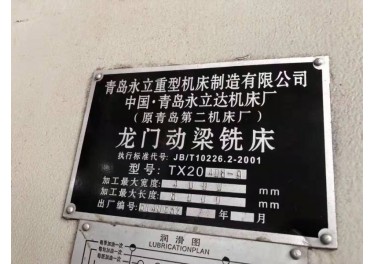 青岛永立重型机床制造有限公司
中国·青岛永立达机床厂
(原青岛第二机床厂)
龙门动梁铣床
执行标准代号: JB/T10226.2-2001
型号: TX20
加工最大宽度: mm
加工最大长度: mm
出厂编号: 年 月
润滑图
LUBRICATIONPLAN